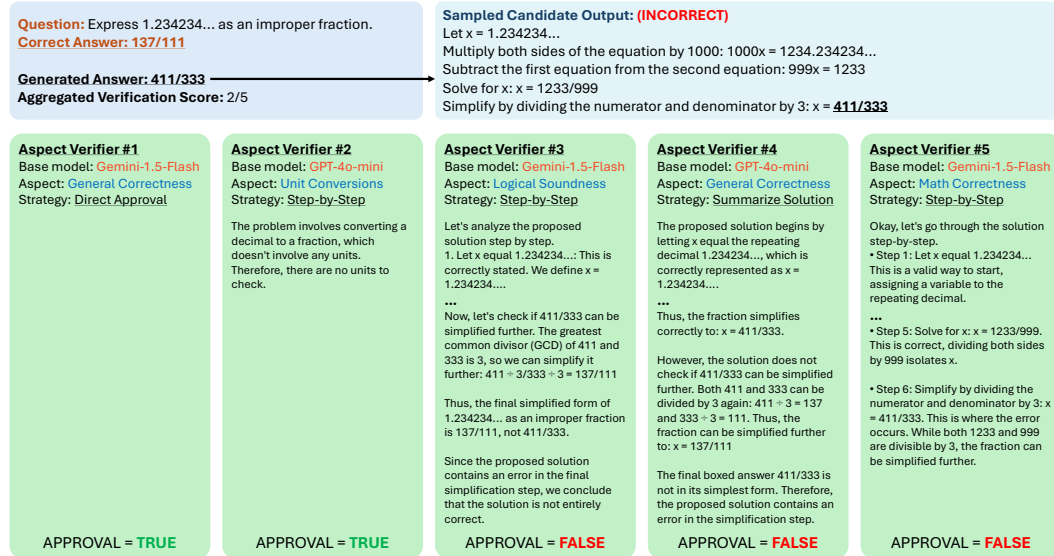 Question: Express 1.234234... as an improper fraction.
Correct Answer: 137/111
Generated Answer: 411/333
Aggregated Verification Score: 2/5
Sampled Candidate Output: (INCORRECT)
Let x = 1.234234...
Multiply both sides of the equation by 1000: 1000x = 1234.234234...
Subtract the first equation from the second equation: 999x = 1233
Solve for x: x = 1233/999
Simplify by dividing the numerator and denominator by 3: x = 411/333
Aspect Verifier #1
Base model: Gemini-1.5-Flash
Aspect: General Correctness
Strategy: Direct Approval
APPROVAL = TRUE
Aspect Verifier #2
Base model: GPT-4o-mini
Aspect: Unit Conversions
Strategy: Step-by-Step
The problem involves converting a
decimal to a fraction, which
doesn't involve any units.
Therefore, there are no units to
check.
APPROVAL = TRUE
Aspect Verifier #3
Base model: Gemini-1.5-Flash
Aspect: Logical Soundness
Strategy: Step-by-Step
Let's analyze the proposed
solution step by step.
1. Let x equal 1.234234...: This is
correctly stated. We define x =
1.234234....
...
Now, let's check if 411/333 can be
simplified further. The greatest
common divisor (GCD) of 411 and
333 is 3, so we can simplify it
further: 411 ÷ 3/333 ÷ 3 = 137/111
Thus, the final simplified form of
1.234234... as an improper fraction
is 137/111, not 411/333.
Since the proposed solution
contains an error in the final
simplification step, we conclude
that the solution is not entirely
correct.
APPROVAL = FALSE
Aspect Verifier #4
Base model: GPT-4o-mini
Aspect: General Correctness
Strategy: Summarize Solution
The proposed solution begins by
letting x equal the repeating
decimal 1.234234..., which is
correctly represented as x =
1.234234....
...
Thus, the fraction simplifies
correctly to: x = 411/333.
However, the solution does not
check if 411/333 can be simplified
further. Both 411 and 333 can be
divided by 3 again: 411 ÷ 3 = 137
and 333 ÷ 3 = 111. Thus, the
fraction can be simplified further
to: x = 137/111
The final boxed answer 411/333 is
not in its simplest form. Therefore,
the proposed solution contains an
error in the simplification step.
APPROVAL = FALSE
Aspect Verifier #5
Base model: Gemini-1.5-Flash
Aspect: Math Correctness
Strategy: Step-by-Step
Okay, let's go through the solution
step-by-step.
• Step 1: Let x equal 1.234234...
This is a valid way to start,
assigning a variable to the
repeating decimal.
...
• Step 5: Solve for x: x = 1233/999.
This is correct, dividing both sides
by 999 isolates x.
• Step 6: Simplify by dividing the
numerator and denominator by 3: x
= 411/333. This is where the error
occurs. While both 1233 and 999
are divisible by 3, the fraction can
be simplified further.
APPROVAL = FALSE